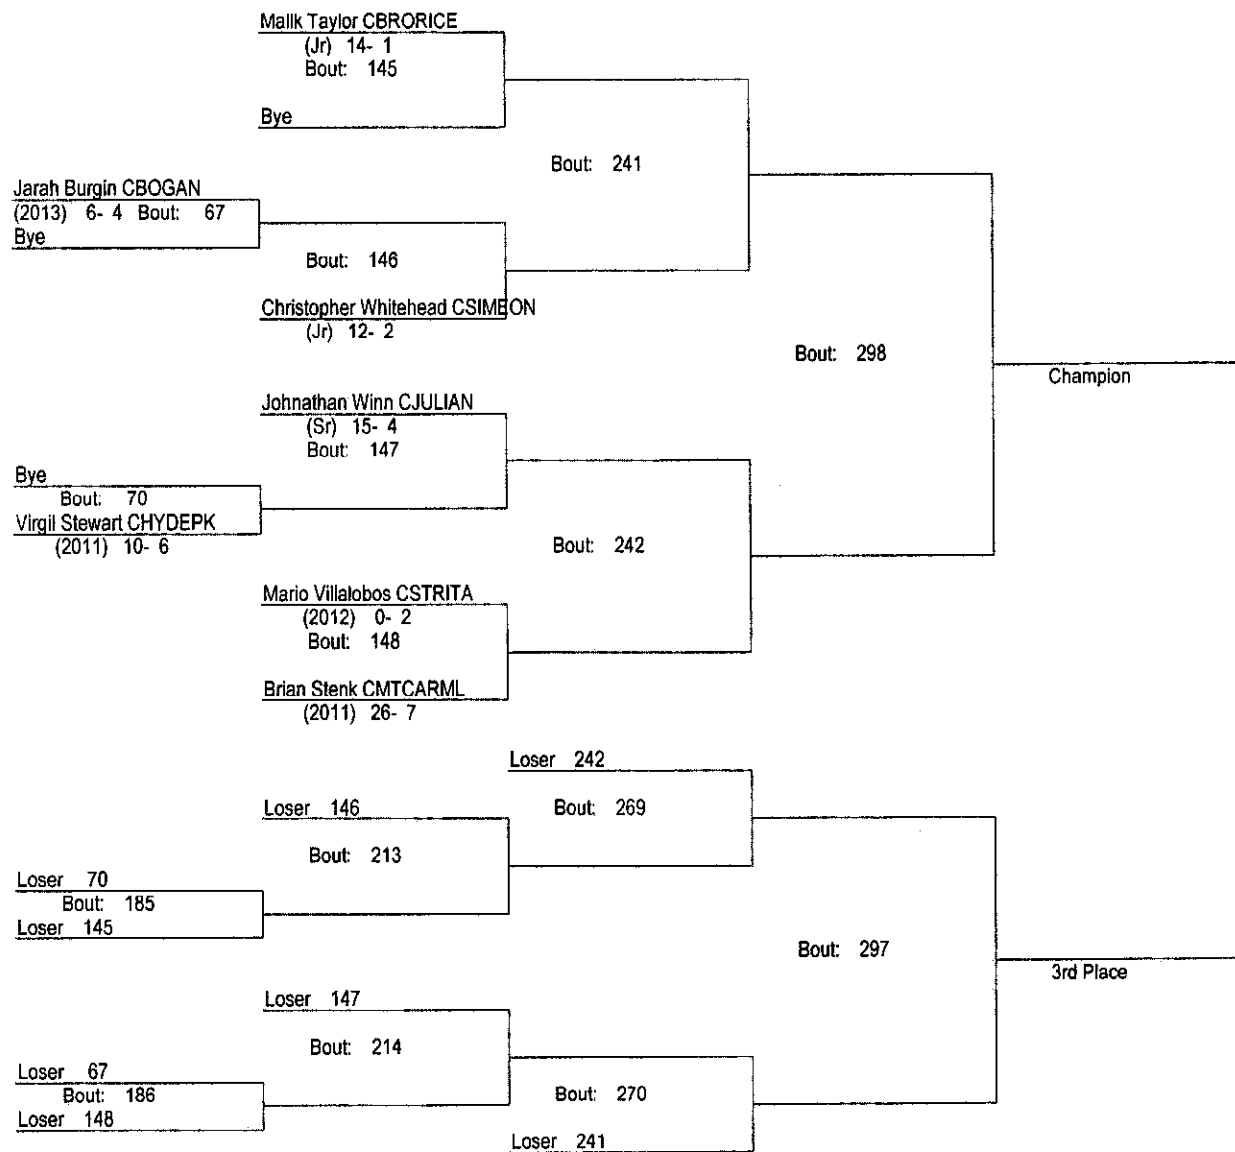 Malik Taylor CBRORICE
(Jr) 14- 1
Bout: 145
Bye
Bout: 241
Jarah Burgin CBOGAN
(2013) 6- 4 Bout: 67
Bye
Bout: 146
Christopher Whitehead CSIMEON
(Jr) 12- 2
Bout: 298
Champion
Johnathan Winn CJULIAN
(Sr) 15- 4
Bout: 147
Bye
Bout: 70
Virgil Stewart CHYDEPK
(2011) 10- 6
Bout: 242
Mario Villalobos CSTRITA
(2012) 0- 2
Bout: 148
Brian Stenk CMTCARML
(2011) 26- 7
Loser 242
Bout: 269
Loser 146
Bout: 213
Loser 70
Bout: 185
Loser 145
Bout: 297
3rd Place
Loser 147
Bout: 214
Loser 67
Bout: 186
Loser 148
Bout: 270
Loser 241